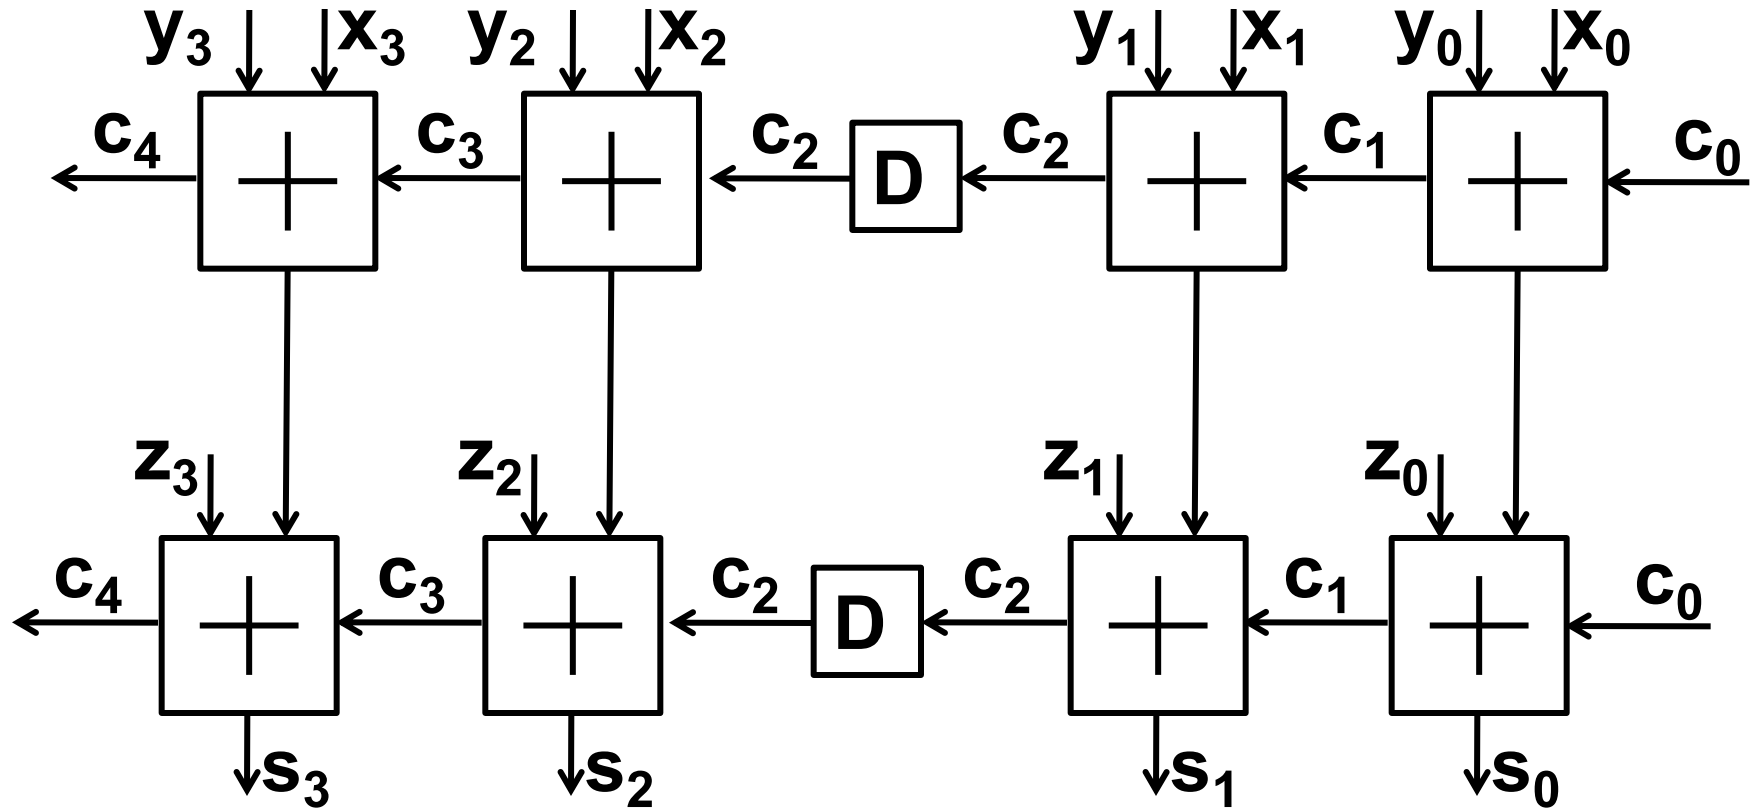 y3 x3 y2 x2 y1 x1 y0 x0
c4 c3 c2 D c2 c1 c0
z3 z2 z1 z0
c4 c3 c2 D c2 c1 c0
s3 s2 s1 s0